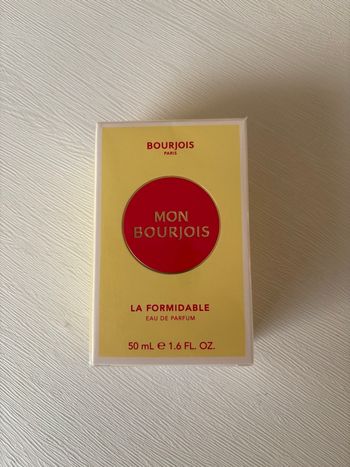 BOURJOIS
PARIS
MON
BOURJOIS
LA FORMIDABLE
EAU DE PARFUM
50 mL ℮ 1.6 FL. OZ.